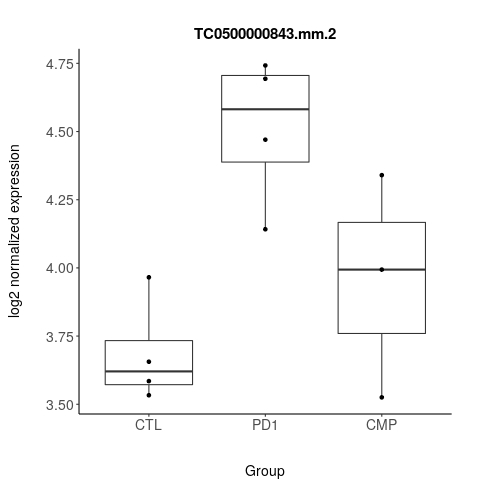 TC0500000843.mm.2
log2 normalized expression
4.75
4.50
4.25
4.00
3.75
3.50
CTL PD1 CMP
Group